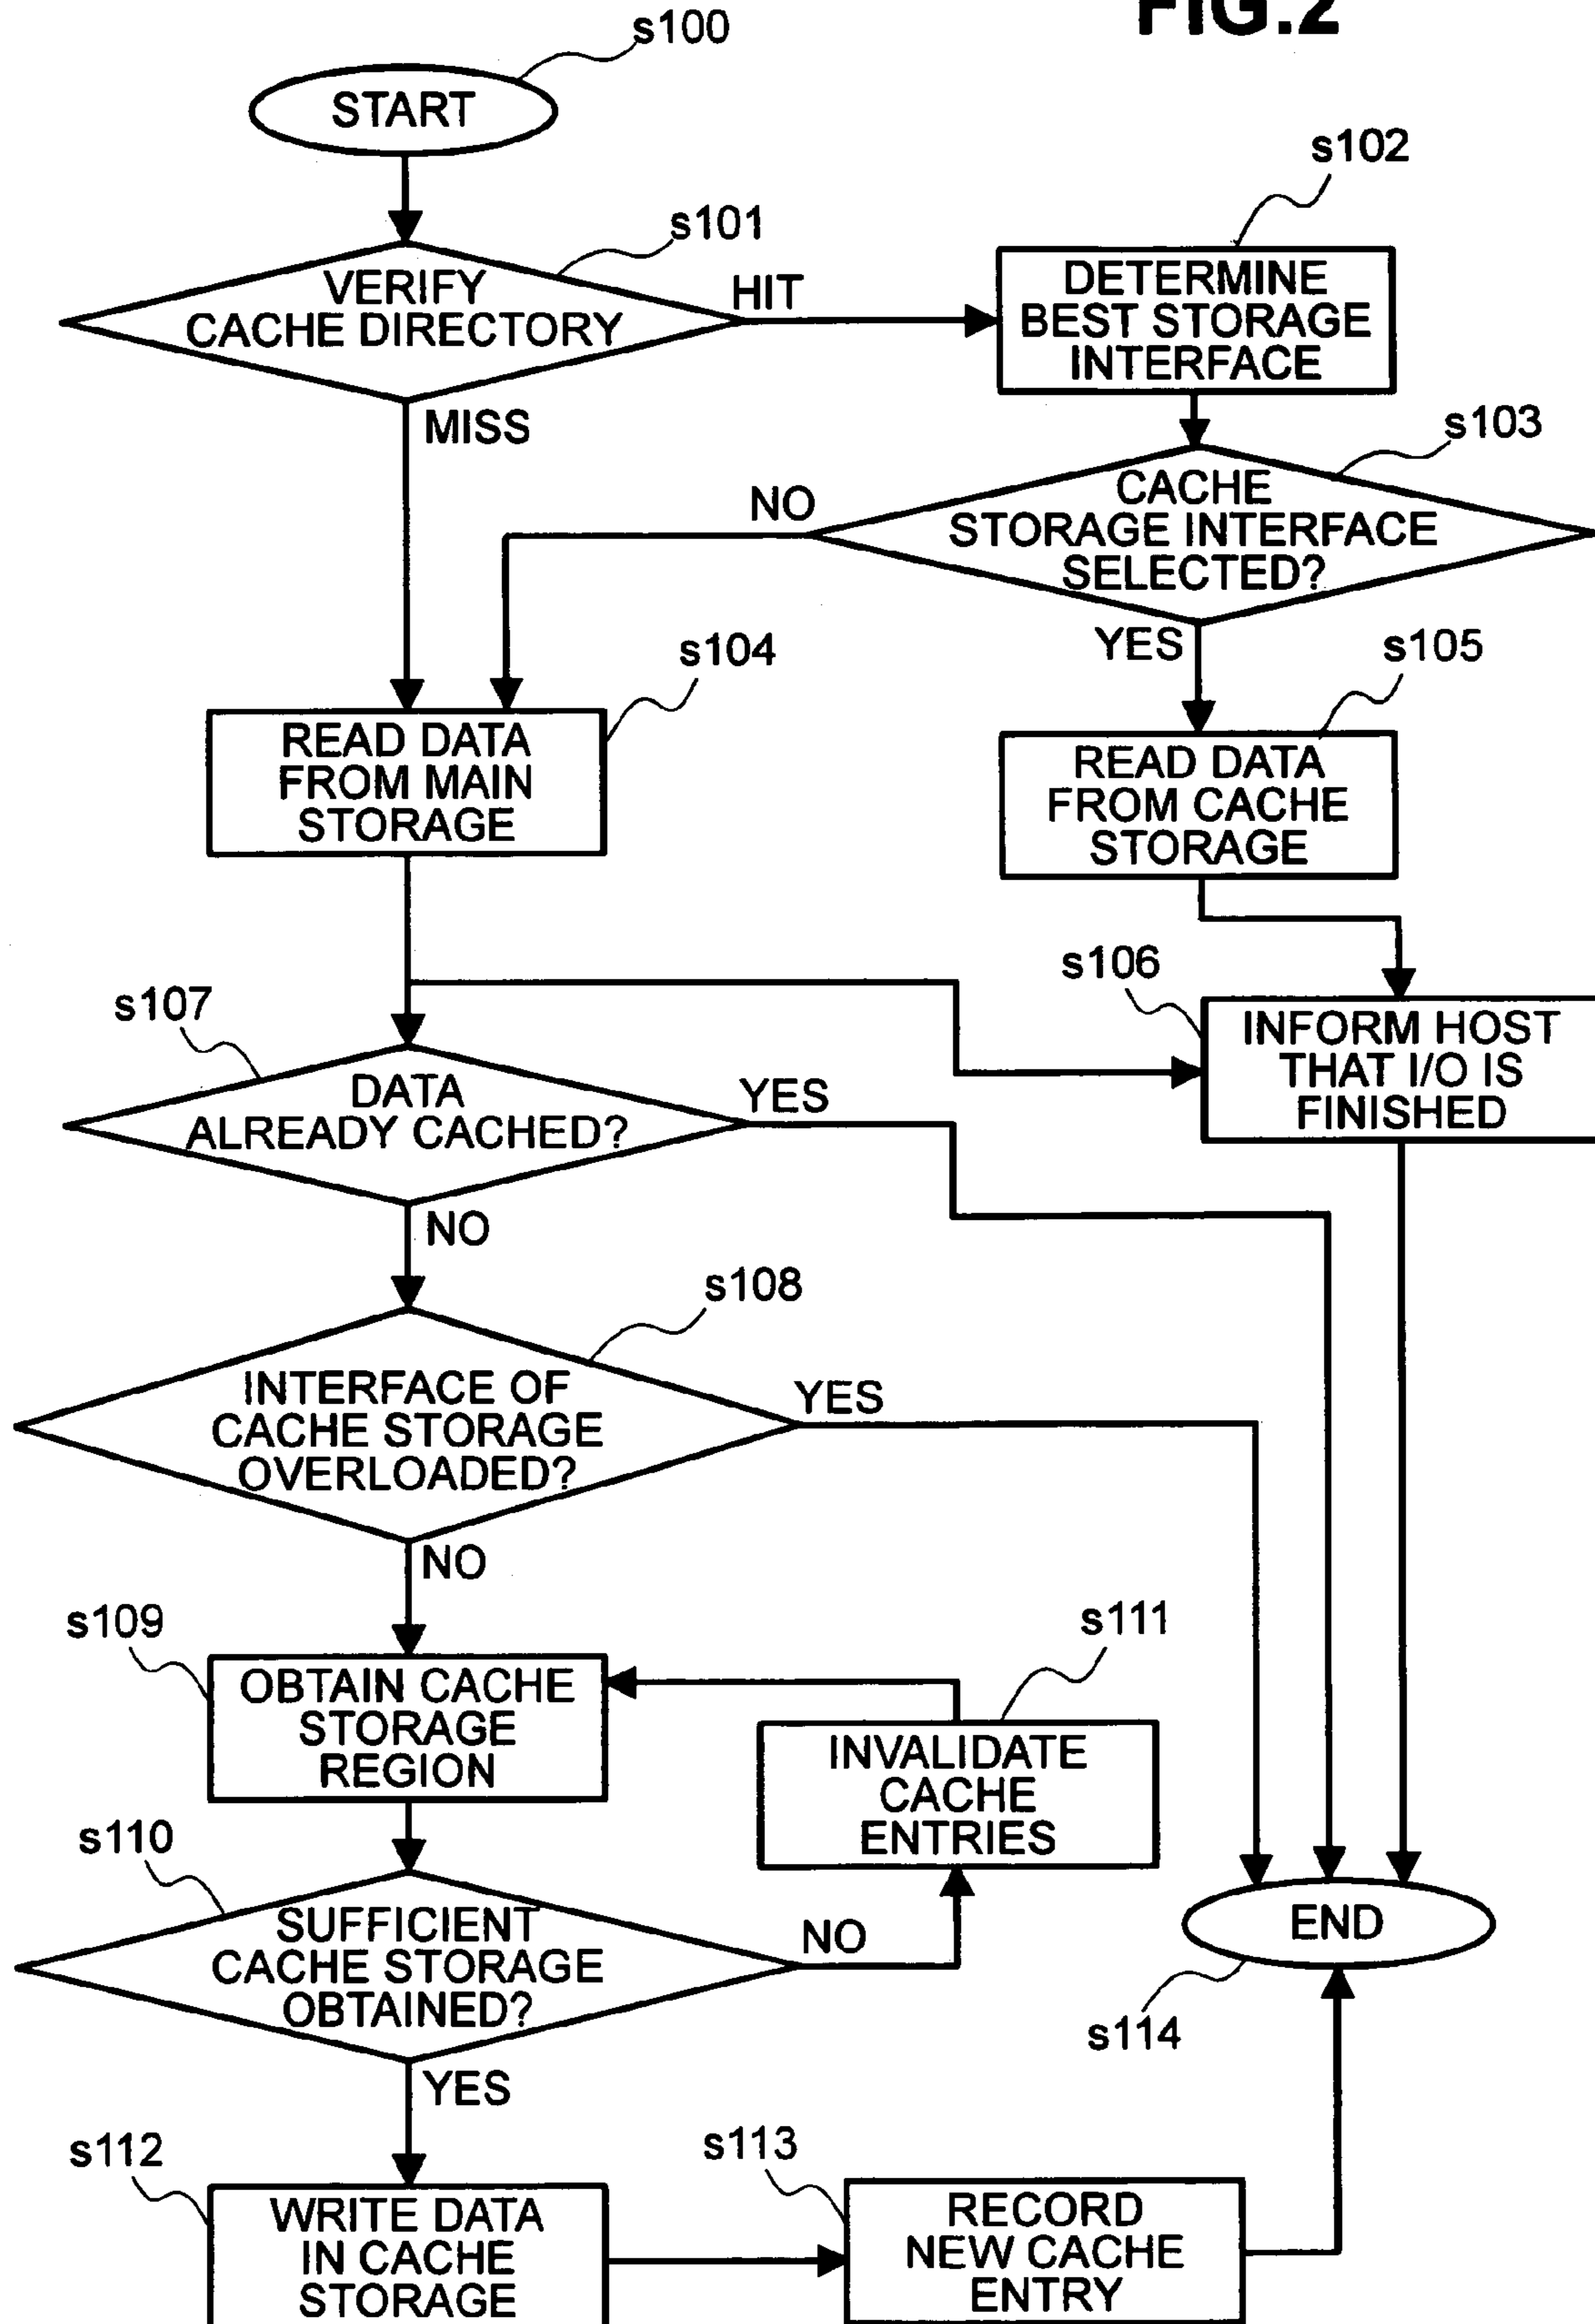 FIG.2
s100
START
s102
s101
VERIFY
CACHE DIRECTORY
HIT
DETERMINE
BEST STORAGE
INTERFACE
MISS
s103
NO
CACHE
STORAGE INTERFACE
SELECTED?
YES
s104
s105
READ DATA
FROM MAIN
STORAGE
READ DATA
FROM CACHE
STORAGE
s106
s107
INFORM HOST
THAT I/O IS
FINISHED
DATA
ALREADY CACHED?
YES
NO
s108
INTERFACE OF
CACHE STORAGE
OVERLOADED?
YES
NO
s109
s111
OBTAIN CACHE
STORAGE
REGION
INVALIDATE
CACHE
ENTRIES
s110
SUFFICIENT
CACHE STORAGE
OBTAINED?
NO
END
s114
YES
s112
s113
WRITE DATA
IN CACHE
STORAGE
RECORD
NEW CACHE
ENTRY